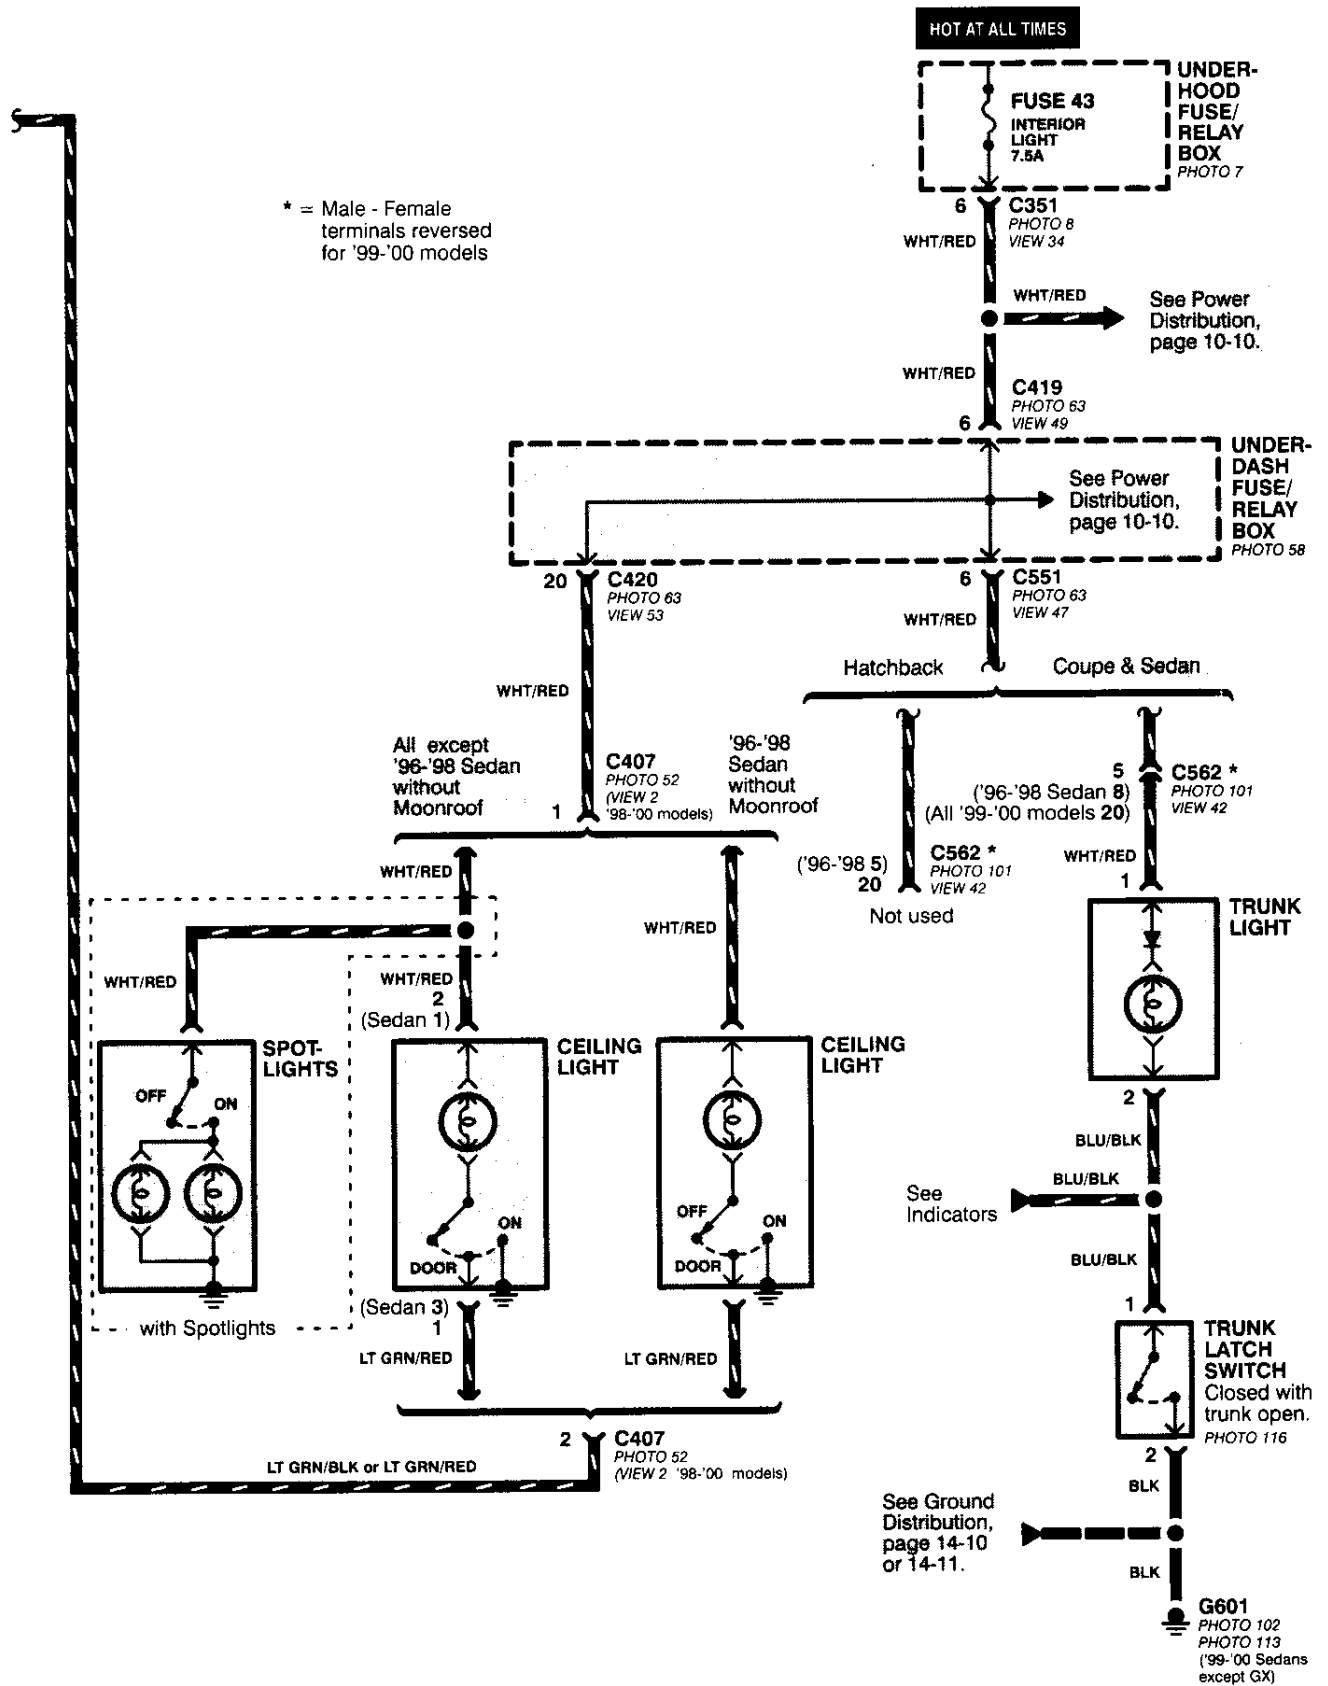 HOT AT ALL TIMES
UNDER-
HOOD
FUSE/
RELAY
BOX
PHOTO 7
FUSE 43
INTERIOR
LIGHT
7.5A
* = Male - Female
terminals reversed
for '99-'00 models
6
C351
PHOTO 8
VIEW 34
WHT/RED
WHT/RED
See Power
Distribution,
page 10-10.
WHT/RED
C419
PHOTO 63
VIEW 49
6
UNDER-
DASH
FUSE/
RELAY
BOX
PHOTO 58
See Power
Distribution,
page 10-10.
20
C420
PHOTO 63
VIEW 53
6
C551
PHOTO 63
VIEW 47
WHT/RED
Hatchback
Coupe & Sedan
WHT/RED
All except
'96-'98 Sedan
without
Moonroof
C407
PHOTO 52
(VIEW 2
'98-'00 models)
1
'96-'98
Sedan
without
Moonroof
5
('96-'98 Sedan 8)
(All '99-'00 models 20)
C562 *
PHOTO 101
VIEW 42
('96-'98 5)
20
C562 *
PHOTO 101
VIEW 42
Not used
WHT/RED
1
WHT/RED
WHT/RED
TRUNK
LIGHT
WHT/RED
WHT/RED
2
(Sedan 1)
SPOT-
LIGHTS
OFF
ON
CEILING
LIGHT
DOOR
ON
CEILING
LIGHT
OFF
ON
DOOR
2
BLU/BLK
BLU/BLK
See
Indicators
BLU/BLK
with Spotlights
(Sedan 3)
1
LT GRN/RED
LT GRN/RED
1
TRUNK
LATCH
SWITCH
Closed with
trunk open.
PHOTO 116
2
C407
PHOTO 52
(VIEW 2 '98-'00 models)
LT GRN/BLK or LT GRN/RED
2
BLK
See Ground
Distribution,
page 14-10
or 14-11.
BLK
G601
PHOTO 102
PHOTO 113
('99-'00 Sedans
except GX)